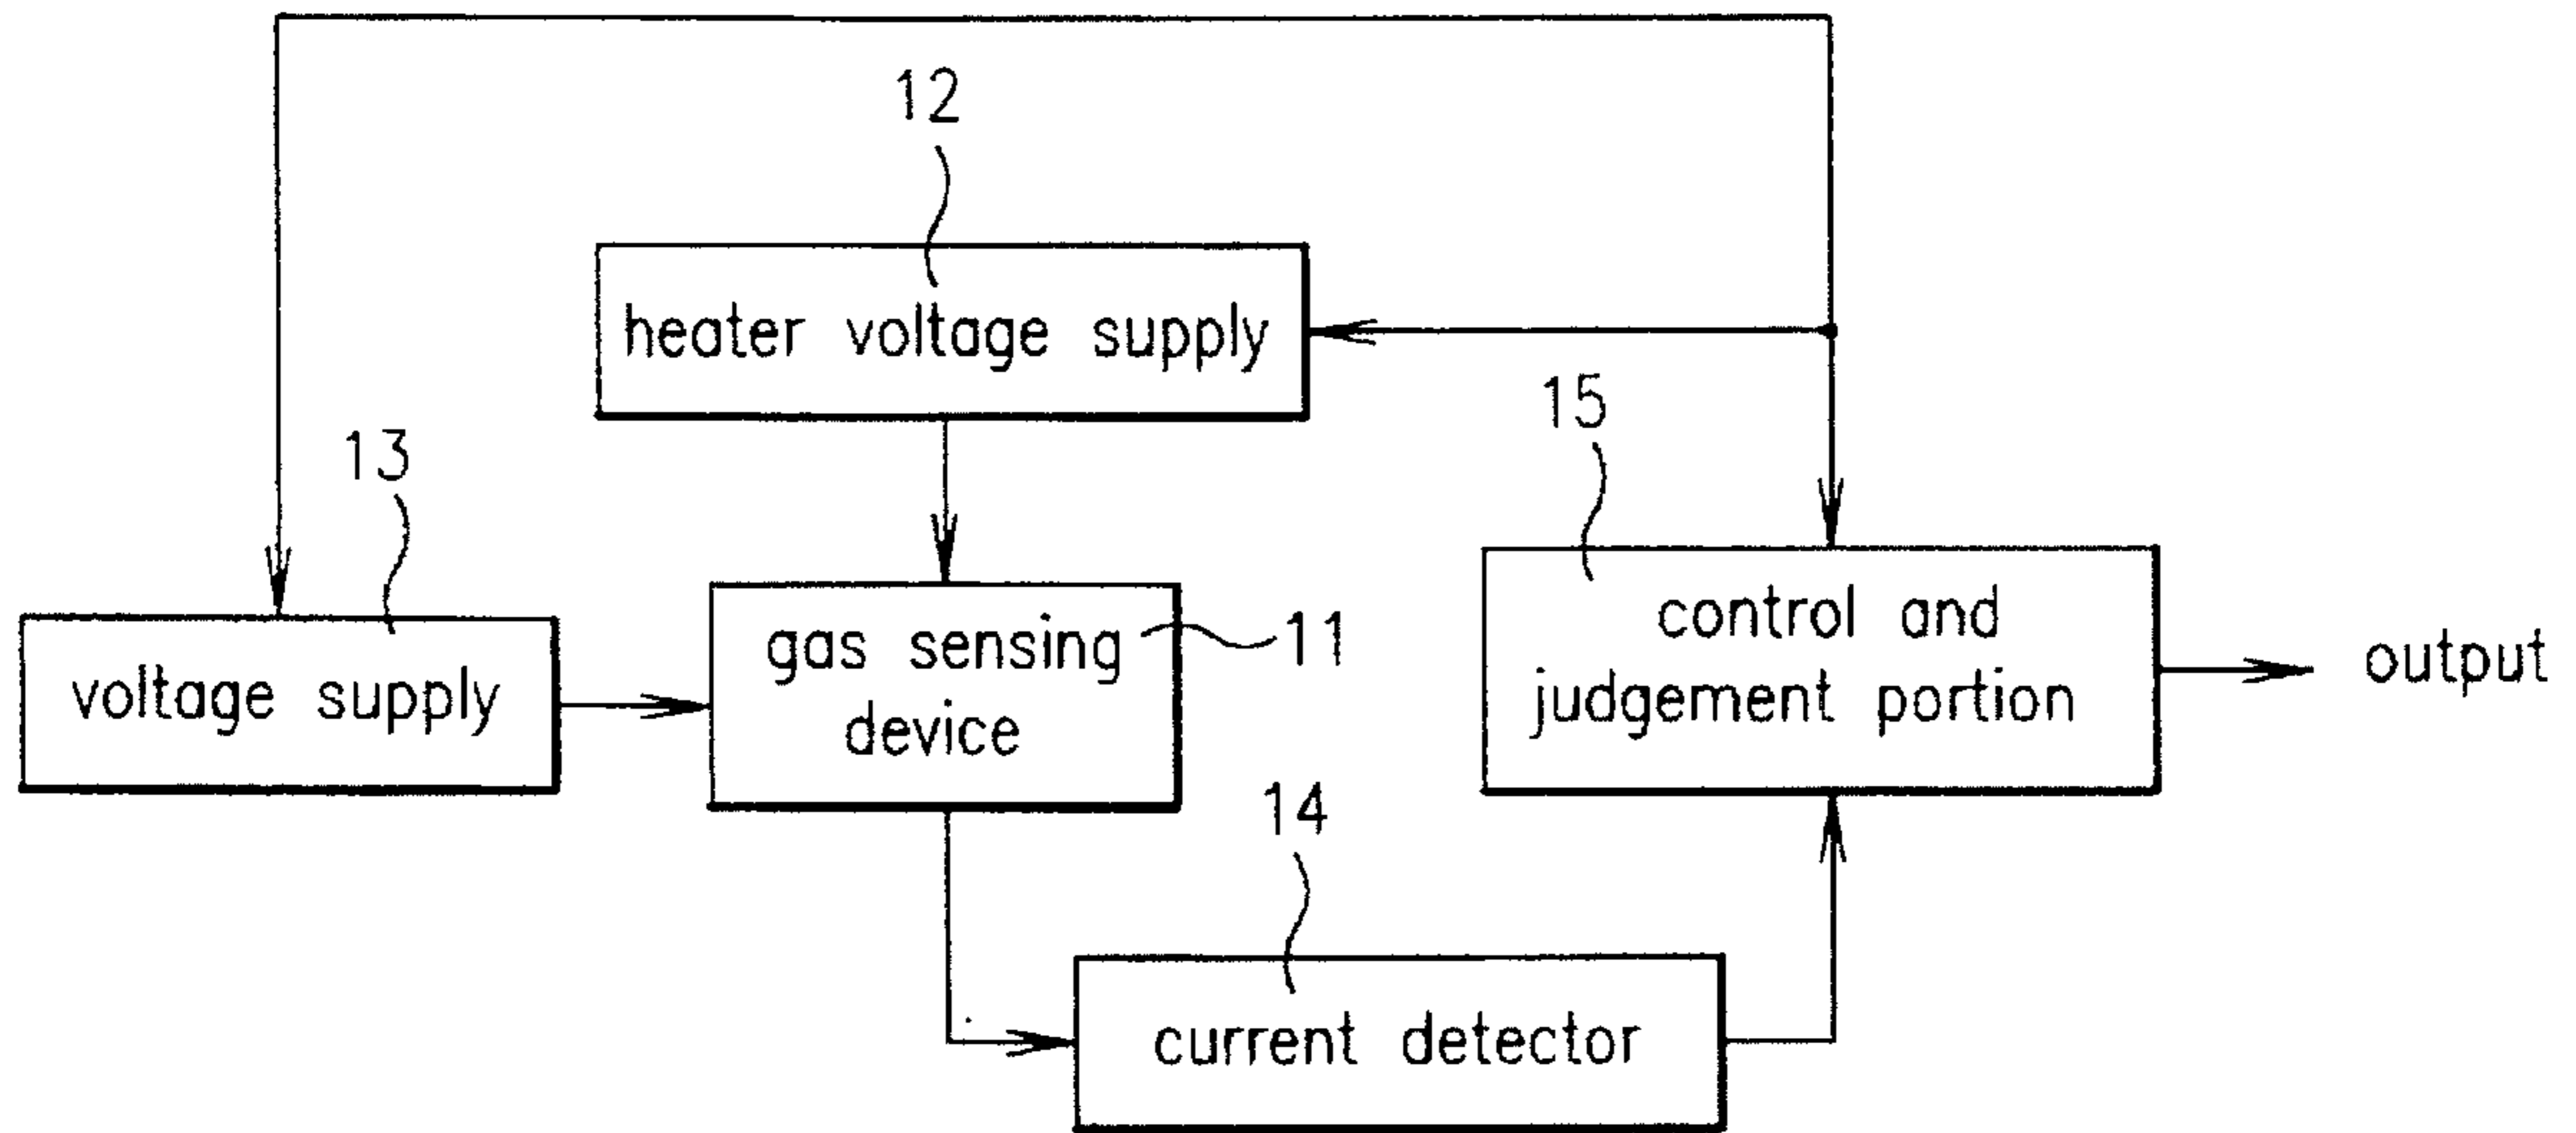 12
heater voltage supply
13
voltage supply
gas sensing
device
11
15
control and
judgement portion
output
14
current detector